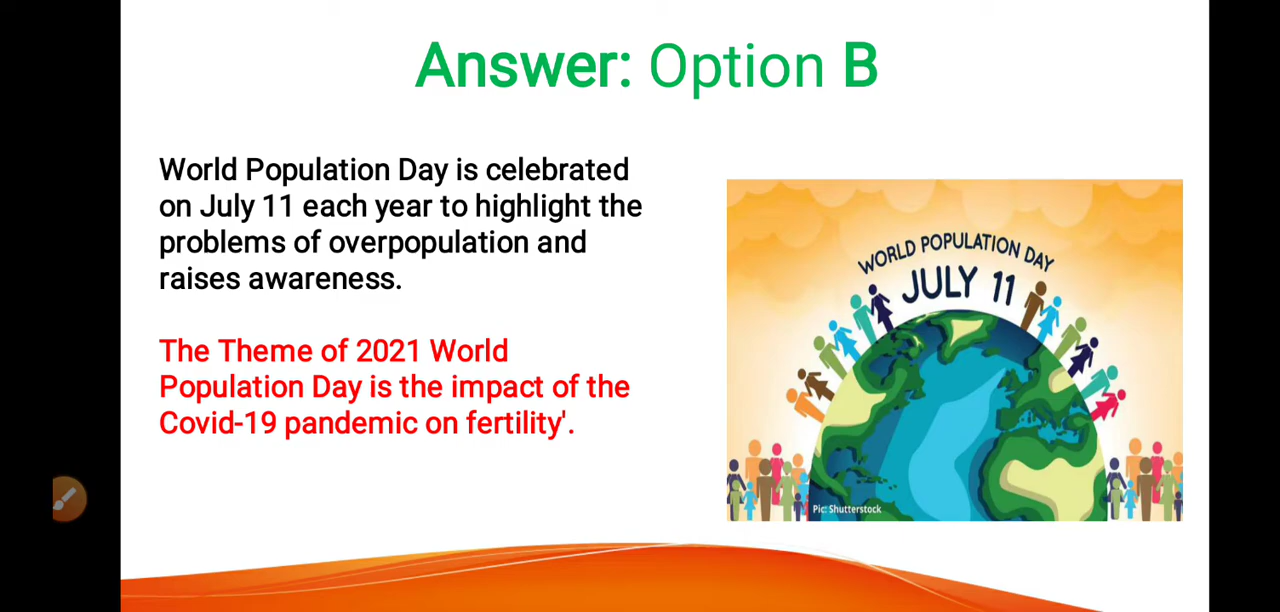 Answer: Option B
World Population Day is celebrated
on July 11 each year to highlight the
problems of overpopulation and
raises awareness.
The Theme of 2021 World
Population Day is the impact of the
Covid-19 pandemic on fertility'.
WORLD POPULATION DAY
JULY 11
Pic: Shutterstock